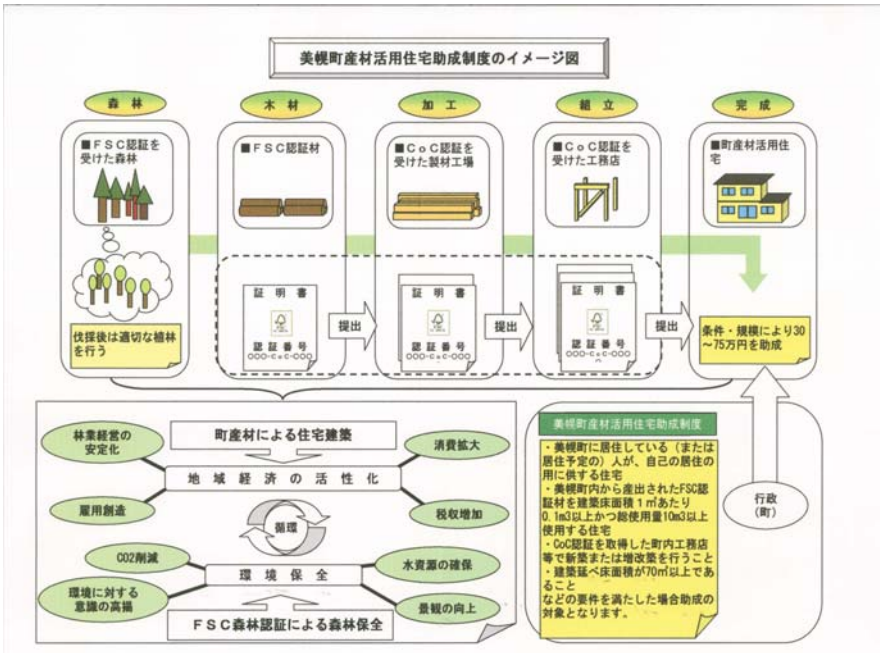 美幌町産材活用住宅助成制度のイメージ図
森 林
木 材
加 工
組 立
完 成
■FSC認証を
受けた森林
■FSC認証材
■CoC認証を
受けた製材工場
■CoC認証を
受けた工務店
■町産材活用住
宅
伐採後は適切な植林
を行う
証 明 書
認 証 番 号
○○○-CoC-○○○
提出
証 明 書
認 証 番 号
○○○-CoC-○○○
提出
証 明 書
認 証 番 号
○○○-CoC-○○○
提出
条件・規模により30
～75万円を助成
林業経営の
安定化
町産材による住宅建築
消費拡大
地 域 経 済 の 活 性 化
雇用創造
税収増加
循環
CO2削減
水資源の確保
環 境 保 全
環境に対する
意識の高揚
景観の向上
FSC森林認証による森林保全
美幌町産材活用住宅助成制度
・美幌町に居住している（または
居住予定の）人が、自己の居住の
用に供する住宅
・美幌町内から産出されたFSC認
証材を建築床面積１㎡あたり
0.1m3以上かつ総使用量10m3以上
使用する住宅
・CoC認証を取得した町内工務店
等で新築または増改築を行うこと
・建築延べ床面積が70㎡以上であ
ること
などの要件を満たした場合助成の
対象となります。
行政
（町）